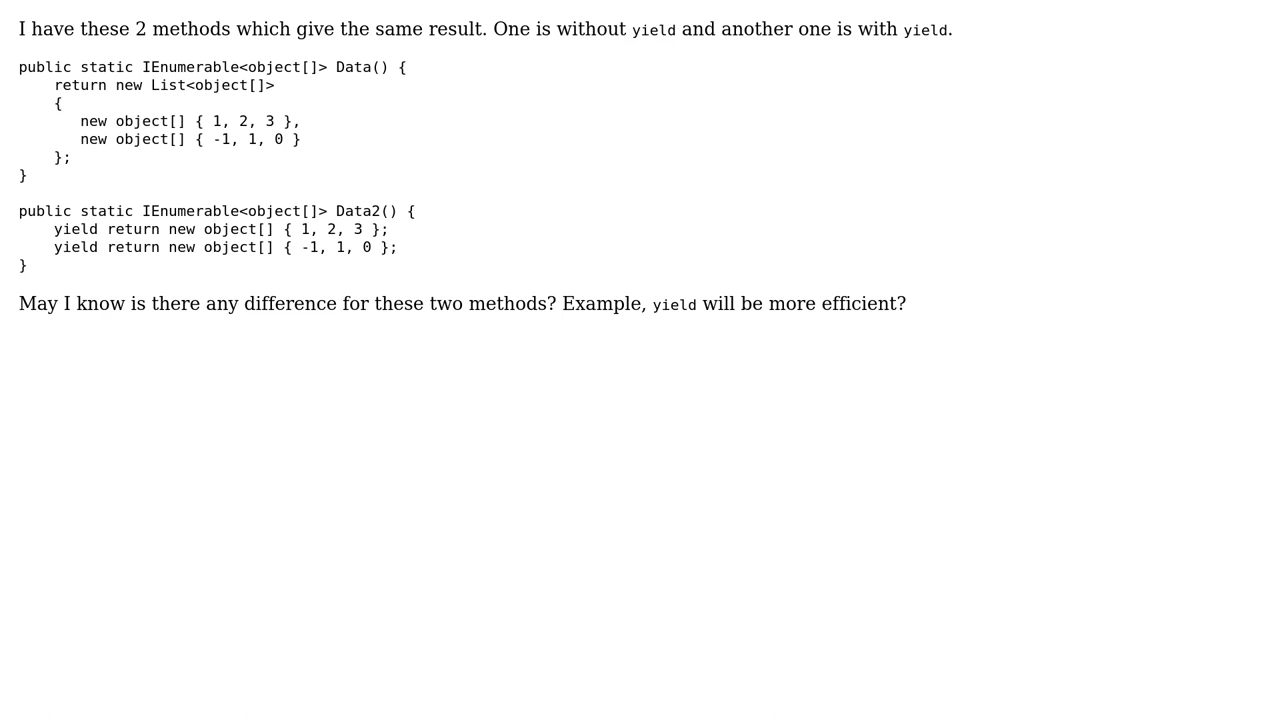 I have these 2 methods which give the same result. One is without yield and another one is with yield.
public static IEnumerable<object[]> Data() {
    return new List<object[]>
    {
       new object[] { 1, 2, 3 },
       new object[] { -1, 1, 0 }
    };
}
public static IEnumerable<object[]> Data2() {
    yield return new object[] { 1, 2, 3 };
    yield return new object[] { -1, 1, 0 };
}
May I know is there any difference for these two methods? Example, yield will be more efficient?